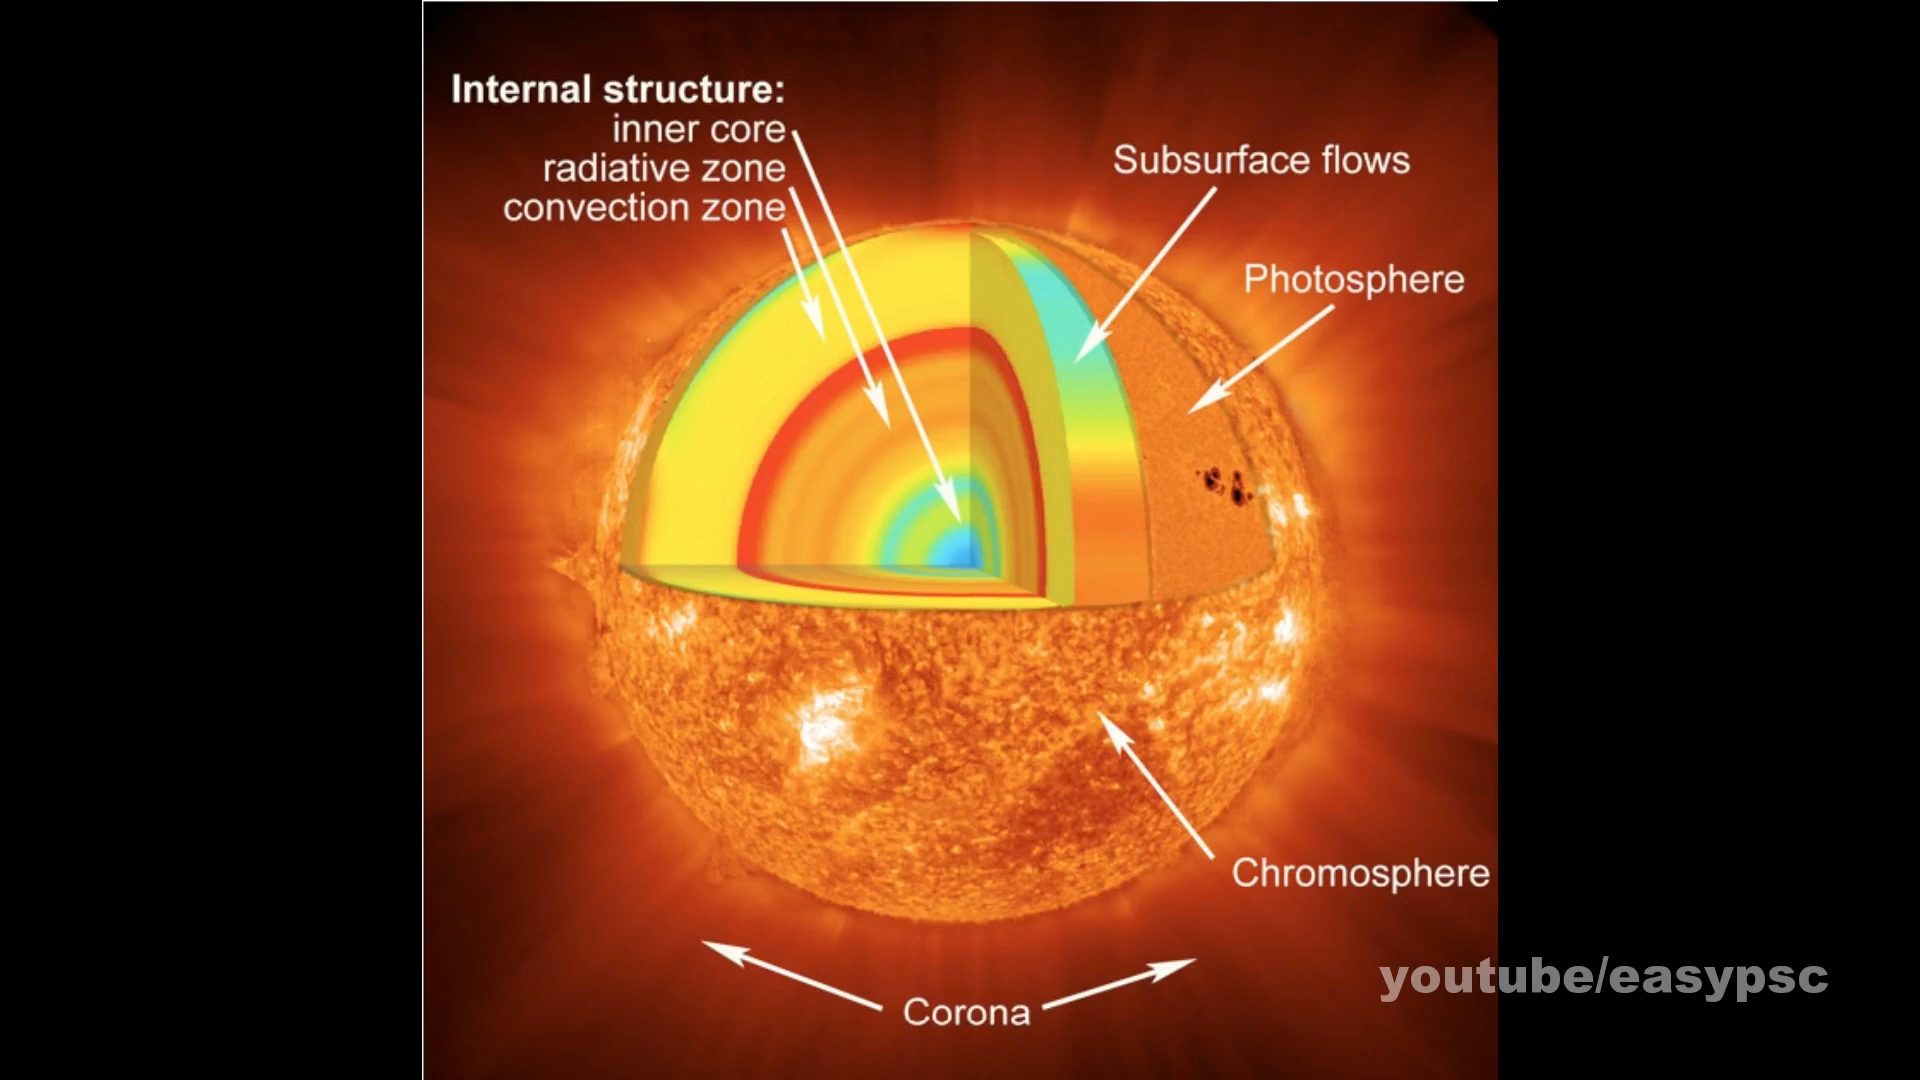 Internal structure:
inner core
radiative zone
convection zone
Subsurface flows
Photosphere
Chromosphere
Corona
youtube/easypsc